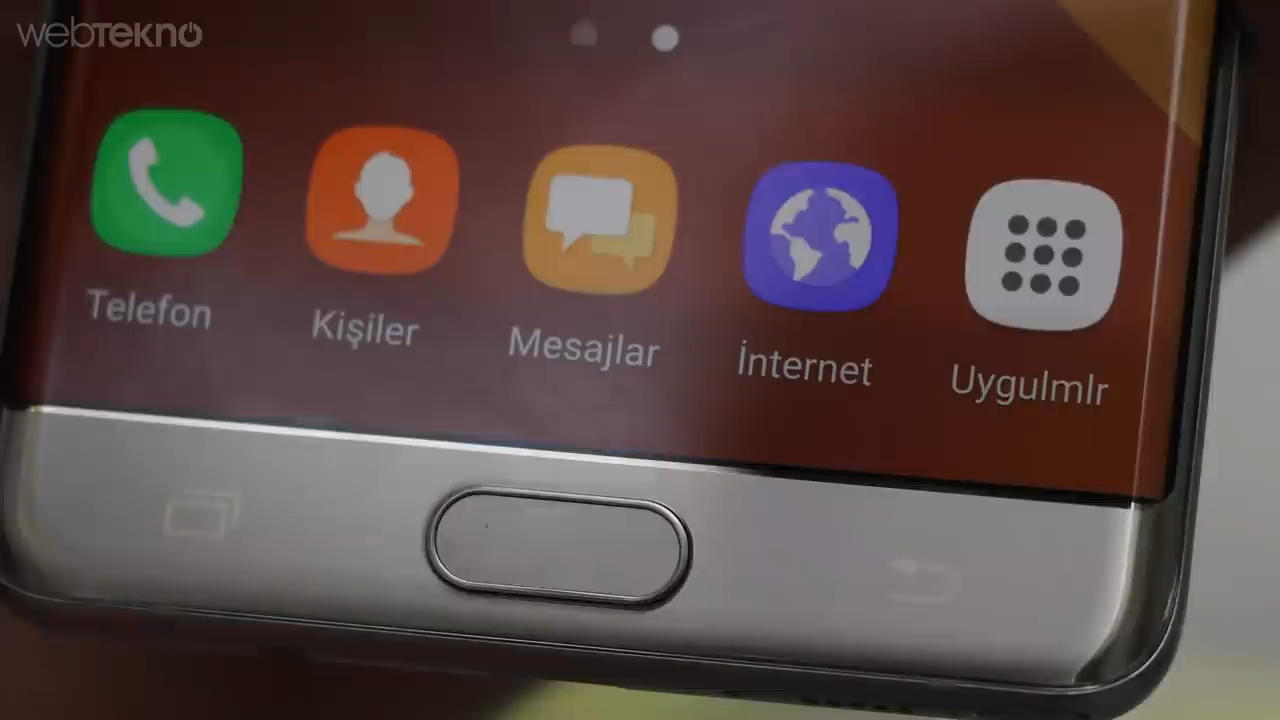 webTEKNO
Telefon
Kişiler
Mesajlar
İnternet
Uygulmlr